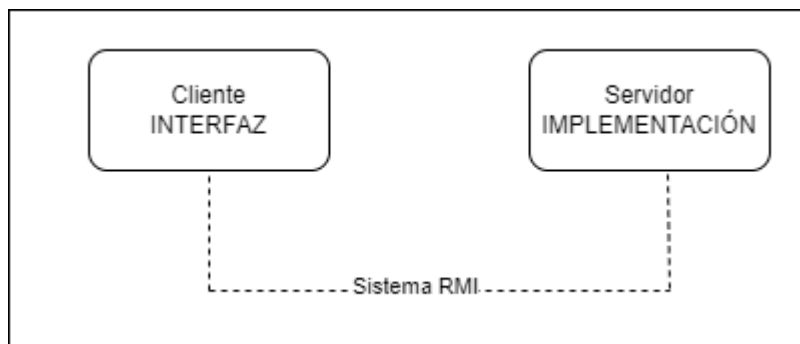 Cliente
INTERFAZ
Servidor
IMPLEMENTACIÓN
Sistema RMI